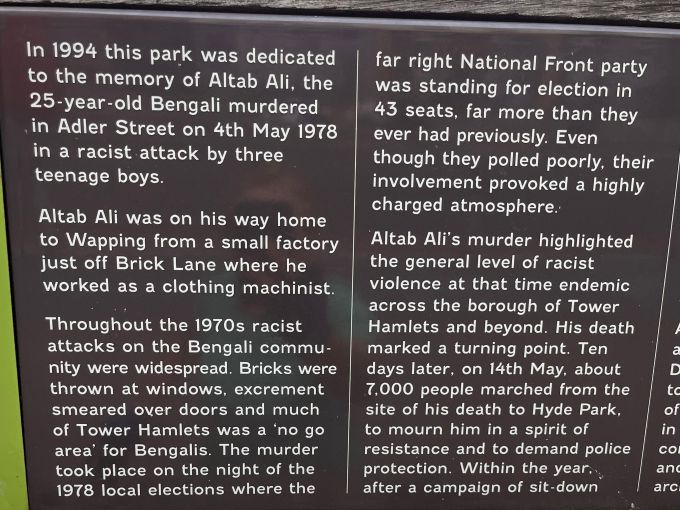 In 1994 this park was dedicated
to the memory of Altab Ali, the
25-year-old Bengali murdered
in Adler Street on 4th May 1978
in a racist attack by three
teenage boys.
Altab Ali was on his way home
to Wapping from a small factory
just off Brick Lane where he
worked as a clothing machinist.
Throughout the 1970s racist
attacks on the Bengali commu-
nity were widespread. Bricks were
thrown at windows, excrement
smeared over doors and much
of Tower Hamlets was a ‘no go
area’ for Bengalis. The murder
took place on the night of the
1978 local elections where the
far right National Front party
was standing for election in
43 seats, far more than they
ever had previously. Even
though they polled poorly, their
involvement provoked a highly
charged atmosphere.
Altab Ali’s murder highlighted
the general level of racist
violence at that time endemic
across the borough of Tower
Hamlets and beyond. His death
marked a turning point. Ten
days later, on 14th May, about
7,000 people marched from the
site of his death to Hyde Park,
to mourn him in a spirit of
resistance and to demand police
protection. Within the year,
after a campaign of sit-down